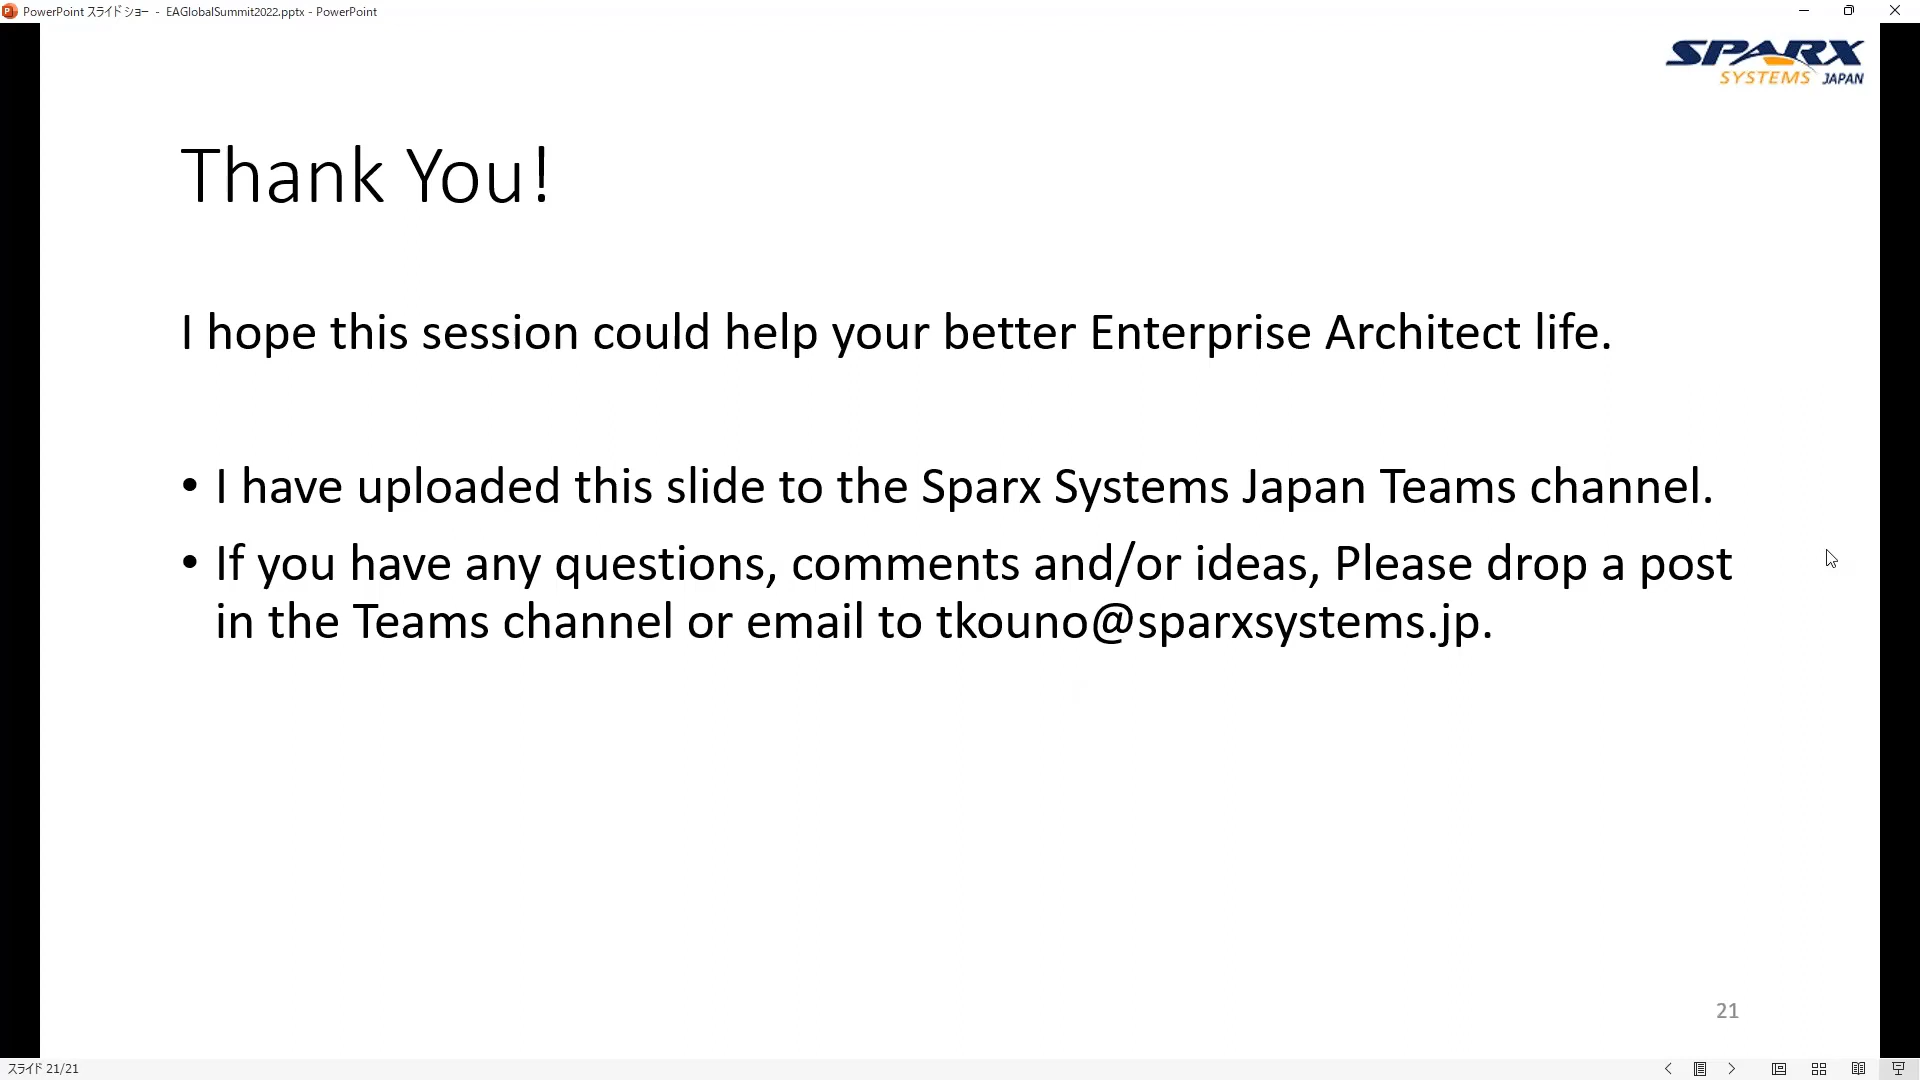 PowerPoint スライド ショー - EAGlobalSummit2022.pptx - PowerPoint
SPARX
SYSTEMS JAPAN
Thank You!
I hope this session could help your better Enterprise Architect life.
• I have uploaded this slide to the Sparx Systems Japan Teams channel.
• If you have any questions, comments and/or ideas, Please drop a post
in the Teams channel or email to tkouno@sparxsystems.jp.
21
スライド 21/21